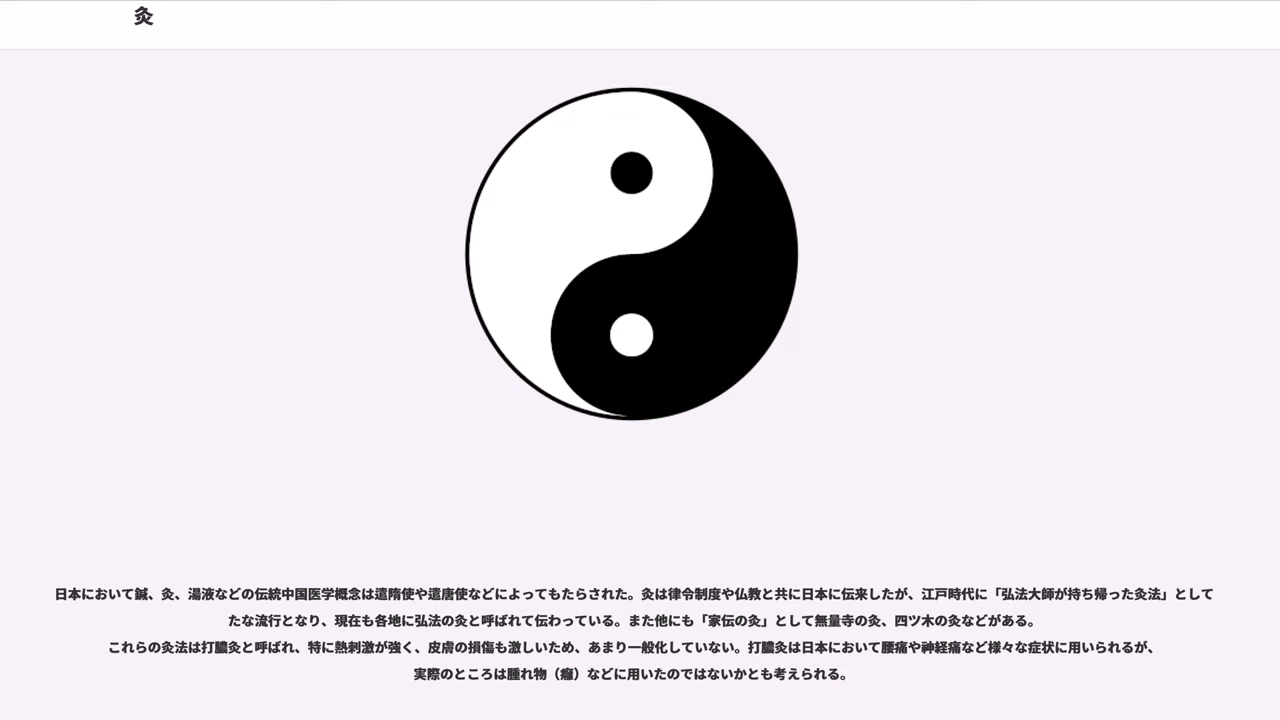 灸
日本において鍼、灸、湯液などの伝統中国医学概念は遣隋使や遣唐使などによってもたらされた。灸は律令制度や仏教と共に日本に伝来したが、江戸時代に「弘法大師が持ち帰った灸法」として
たな流行となり、現在も各地に弘法の灸と呼ばれて伝わっている。また他にも「家伝の灸」として無量寺の灸、四ツ木の灸などがある。
これらの灸法は打膿灸と呼ばれ、特に熱刺激が強く、皮膚の損傷も激しいため、あまり一般化していない。打膿灸は日本において腰痛や神経痛など様々な症状に用いられるが、
実際のところは腫れ物（癰）などに用いたのではないかとも考えられる。